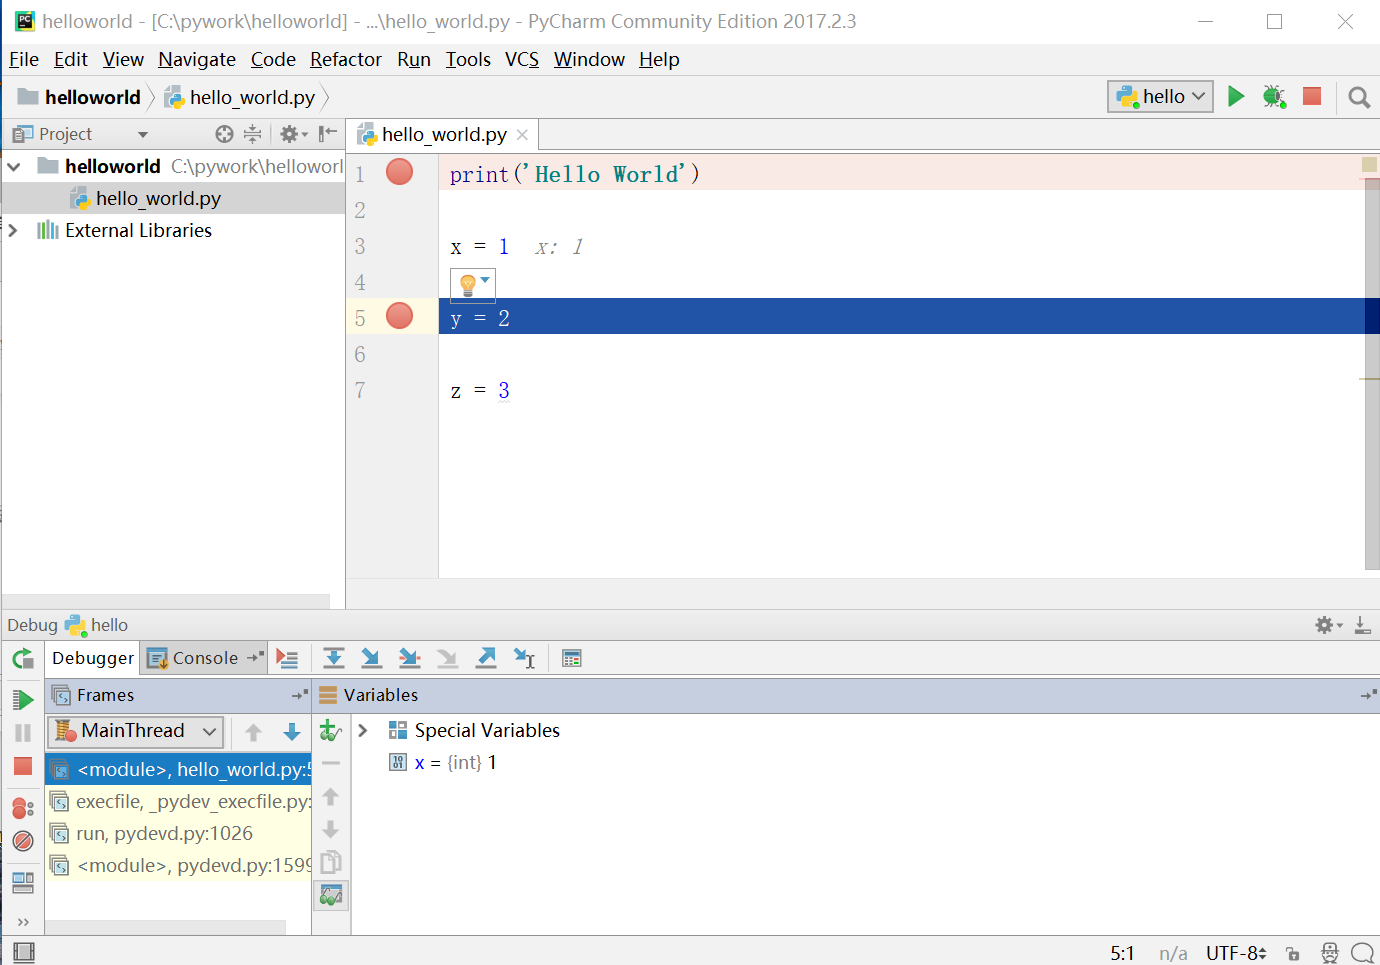 helloworld - [C:\pywork\helloworld] - ...\hello_world.py - PyCharm Community Edition 2017.2.3
File Edit View Navigate Code Refactor Run Tools VCS Window Help
helloworld hello_world.py hello
Project hello_world.py
helloworld C:\pywork\helloworl
hello_world.py
External Libraries
1 print('Hello World')
2
3 x = 1 x: 1
4
5 y = 2
6
7 z = 3
Debug hello
Debugger Console
Frames Variables
MainThread
<module>, hello_world.py:5
execfile, _pydev_execfile.py:
run, pydevd.py:1026
<module>, pydevd.py:1599
Special Variables
x = {int} 1
5:1 n/a UTF-8